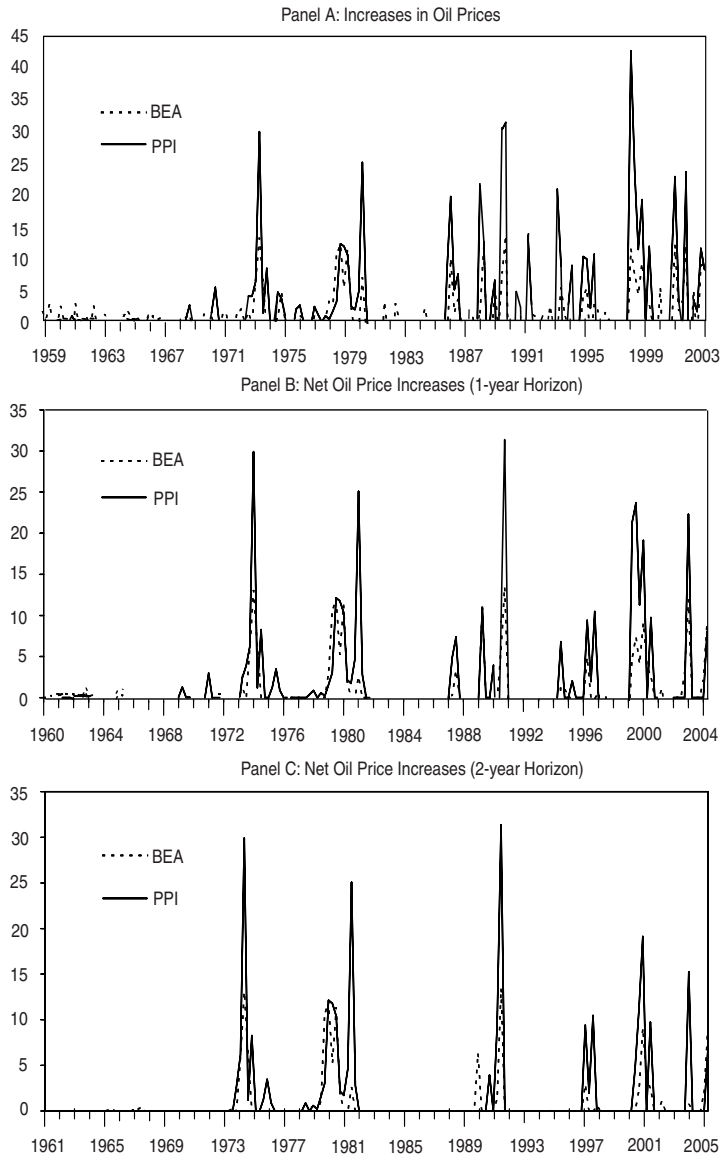 Panel A: Increases in Oil Prices
45
40
35
30
25
20
15
10
5
0
BEA
PPI
1959 1963 1967 1971 1975 1979 1983 1987 1991 1995 1999 2003
Panel B: Net Oil Price Increases (1-year Horizon)
35
30
25
20
15
10
5
0
BEA
PPI
1960 1964 1968 1972 1976 1980 1984 1988 1992 1996 2000 2004
Panel C: Net Oil Price Increases (2-year Horizon)
35
30
25
20
15
10
5
0
BEA
PPI
1961 1965 1969 1973 1977 1981 1985 1989 1993 1997 2001 2005